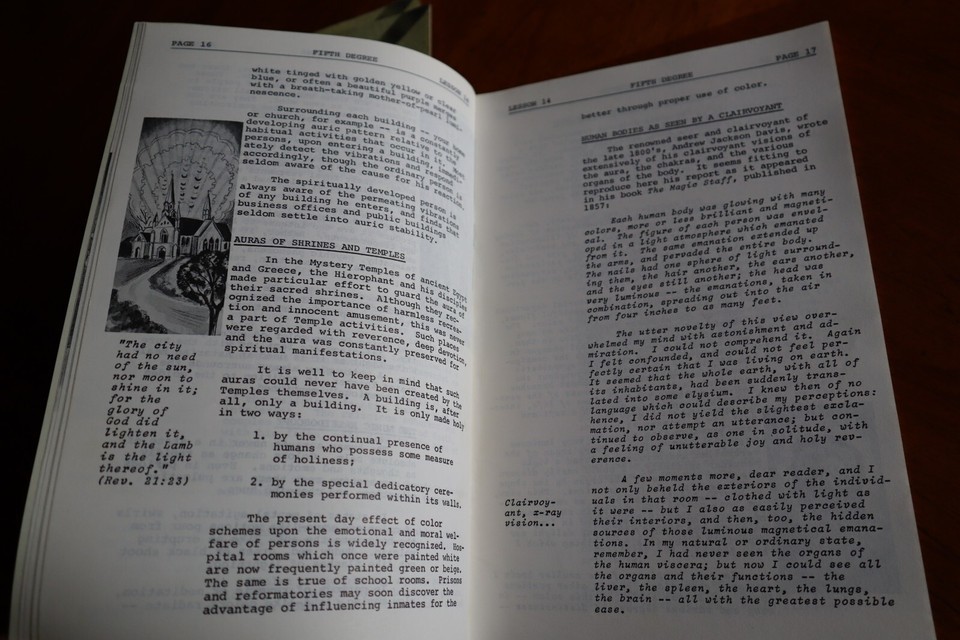 PAGE 16
FIFTH DEGREE
LESSON
white tinged with golden yellow or clear
blue, or often a beautiful purple merges
with a breath-taking mother-of-pearl
nescence.
Surrounding each building -- your home
or church, for example -- is a constantly
developing auric pattern relative to the
habitual activities that occur in it. Most
persons, upon entering a building, immedi-
ately detect the vibrations and respond
accordingly, though the ordinary person is
seldom aware of the cause for his reaction.
The spiritually developed person is
always aware of the permeating vibrations
of any building he enters, and finds that
business offices and public buildings
seldom settle into auric stability.
AURAS OF SHRINES AND TEMPLES
In the Mystery Temples of ancient Egypt
and Greece, the Hierophant and his disciples
made particular effort to guard the aura of
their sacred shrines. Although they rec-
ognized the importance of harmless recrea-
tion and innocent amusement, this was never
a part of Temple activities. Such places
were regarded with reverence, deep devotion,
and the aura was constantly preserved for
spiritual manifestations.
It is well to keep in mind that such
auras could never have been created by the
Temples themselves. A building is, after
all, only a building. It is only made holy
in two ways:
1. by the continual presence of
humans who possess some measure
of holiness;
2. by the special dedicatory cere-
monies performed within its walls.
The present day effect of color
schemes upon the emotional and moral wel-
fare of persons is widely recognized. Hos-
pital rooms which once were painted white
are now frequently painted green or beige.
The same is true of school rooms. Prisons
and reformatories may soon discover the
advantage of influencing inmates for the
"The city
had no need
of the sun,
nor moon to
shine in it;
for the
glory of
God did
lighten it,
and the Lamb
is the light
thereof."
(Rev. 21:23)
LESSON 14
FIFTH DEGREE
PAGE 17
better through proper use of color.
HUMAN BODIES AS SEEN BY A CLAIRVOYANT
The renowned seer and clairvoyant of
the late 1800's, Andrew Jackson Davis, wrote
extensively of his clairvoyant visions of
the aura, the chakras, and the various
organs of the body. It seems fitting to
reproduce here his report as it appeared
in his book The Magic Staff, published in
1857:
Each human body was glowing with many
colors, more or less brilliant and magneti-
cal. The figure of each person was envel-
oped in a light atmosphere which emanated
from it. The same emanation extended up
the arms, and pervaded the entire body.
The nails had one sphere of light surround-
ing them, the hair another, the ears another,
and the eyes still another; the head was
very luminous -- the emanations, taken in
combination, spreading out into the air
from four inches to as many feet.
The utter novelty of this view over-
whelmed my mind with astonishment and ad-
miration. I could not comprehend it. Again
I felt confounded, and could not feel per-
fectly certain that I was living on earth.
It seemed that the whole earth, with all of
its inhabitants, had been suddenly trans-
lated into some elysium. I knew then of no
language which could describe my perceptions:
hence, I did not yield the slightest excla-
mation, nor attempt an utterance; but con-
tinued to observe, as one in solitude, with
a feeling of unutterable joy and holy rev-
erence.
A few moments more, dear reader, and I
not only beheld the exteriors of the individ-
uals in that room -- clothed with light as
it were -- but I also as easily perceived
their interiors, and then, too, the hidden
sources of those luminous magnetical emana-
tions. In my natural or ordinary state,
remember, I had never seen the organs of
the human viscera; but now I could see all
the organs and their functions -- the
liver, the spleen, the heart, the lungs,
the brain -- all with the greatest possible
ease.
Clairvoy-
ant, x-ray
vision...